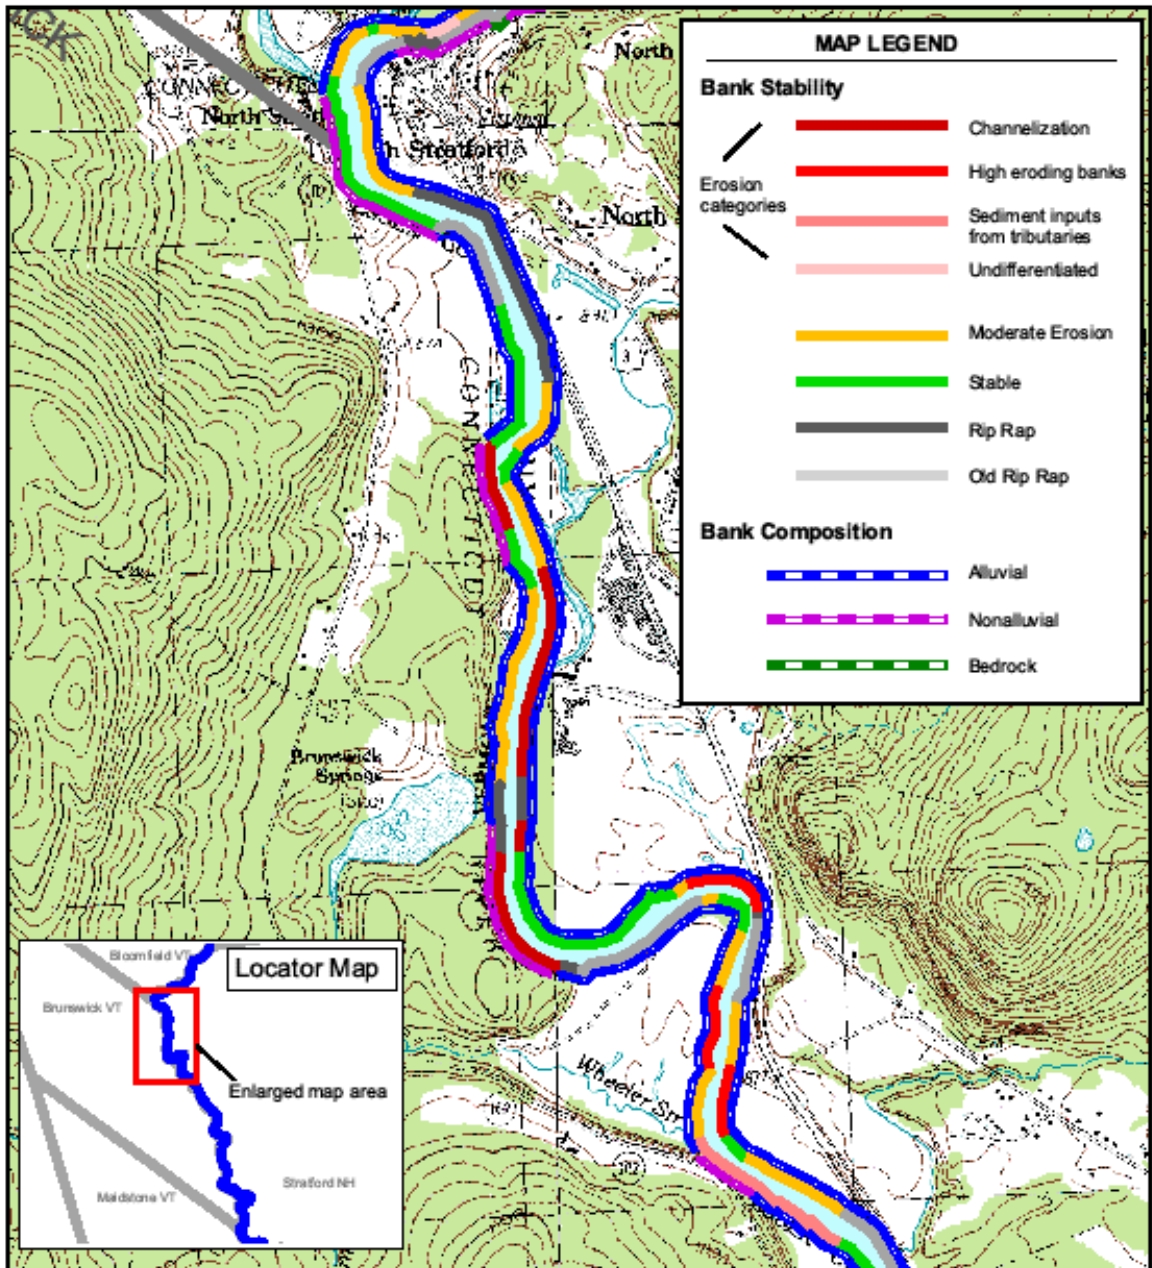 ICK
North
MAP LEGEND
Bank Stability
Channelization
High eroding banks
Erosion
categories
Sediment inputs
from tributaries
Undifferentiated
Moderate Erosion
Stable
Rip Rap
Old Rip Rap
Bank Composition
Alluvial
Nonalluvial
Bedrock
h Stratford
North
Brunswick
Springs
Wheeler
Locator Map
Bloomfield VT
Brunswick VT
Enlarged map area
Stratford NH
Maidstone VT